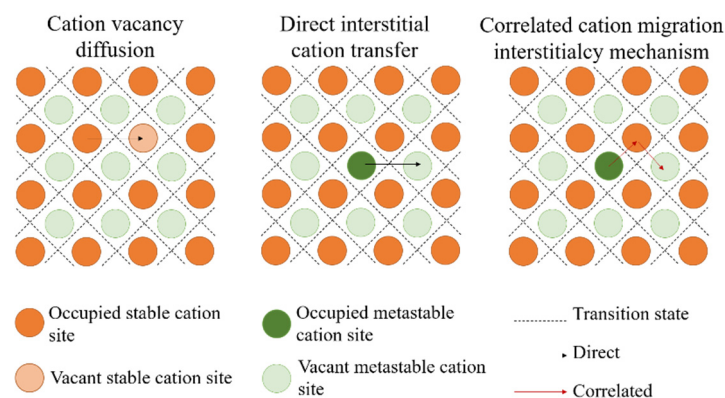 Cation vacancy
diffusion
Direct interstitial
cation transfer
Correlated cation migration
interstitialcy mechanism
Occupied stable cation
site
Vacant stable cation site
Occupied metastable
cation site
Vacant metastable cation
site
Transition state
Direct
Correlated